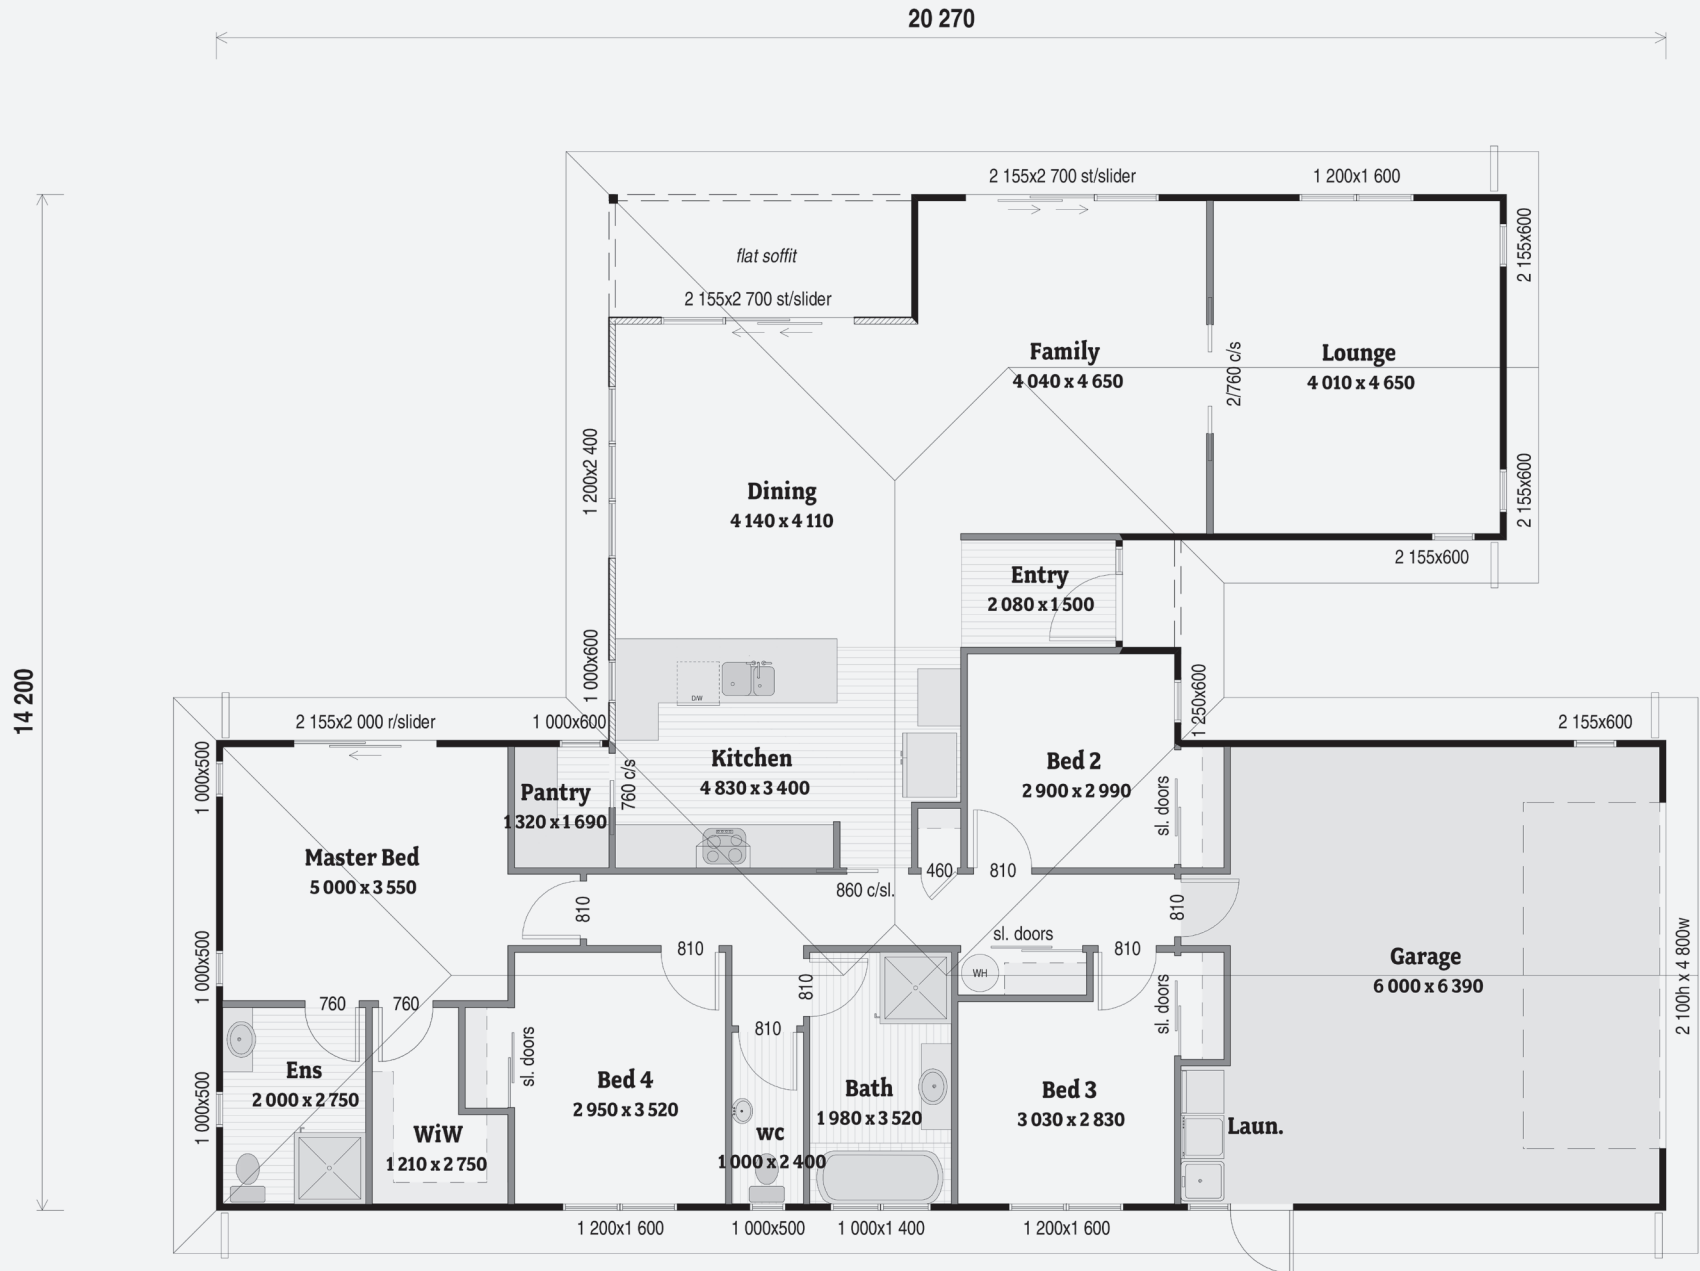 20 270
2 155x2 700 st/slider
1 200x1 600
2 155x600
flat soffit
2 155x2 700 st/slider
Family
4 040 x 4 650
2/760 c/s
Lounge
4 010 x 4 650
1 200x2 400
Dining
4 140 x 4 110
2 155x600
2 155x600
Entry
2 080 x 1 500
1 000x600
D/W
14 200
2 155x2 000 r/slider
1 000x600
1 250x600
2 155x600
1 000x500
Kitchen
4 830 x 3 400
760 c/s
Pantry
1 320 x 1 690
Bed 2
2 900 x 2 990
sl. doors
Master Bed
5 000 x 3 550
810
860 c/sl.
460
810
810
1 000x500
810
sl. doors
810
WH
Garage
6 000 x 6 390
2 100h x 4 800w
760
760
810
810
sl. doors
sl. doors
1 000x500
Ens
2 000 x 2 750
WiW
1 210 x 2 750
Bed 4
2 950 x 3 520
wc
1 000 x 2 400
Bath
1 980 x 3 520
Bed 3
3 030 x 2 830
Laun.
1 200x1 600
1 000x500
1 000x1 400
1 200x1 600